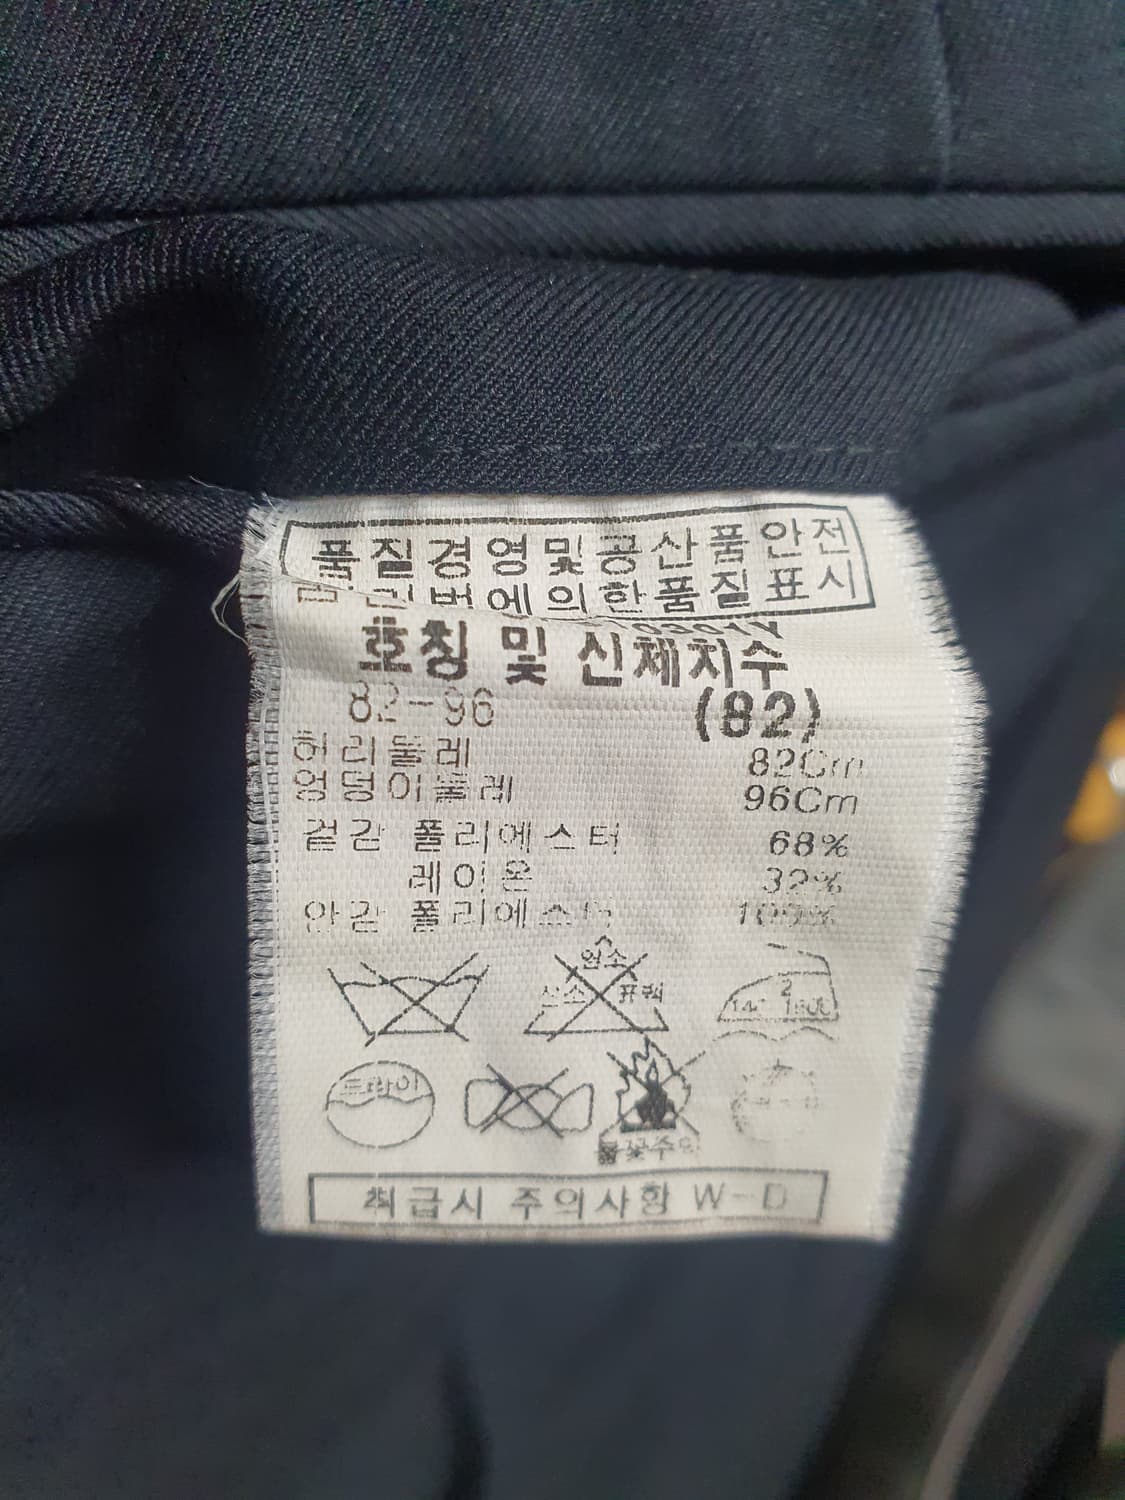 품질경영및공산품안전
관리법에의한품질표시
호칭 및 신체치수
82-96 (82)
허리둘레 82Cm
엉덩이둘레 96Cm
겉감 폴리에스터 68%
레이온 32%
안감 폴리에스터 100%
염소
산소 표백
2
140 160℃
드라이
불꽃주의
취급시 주의사항 W-D